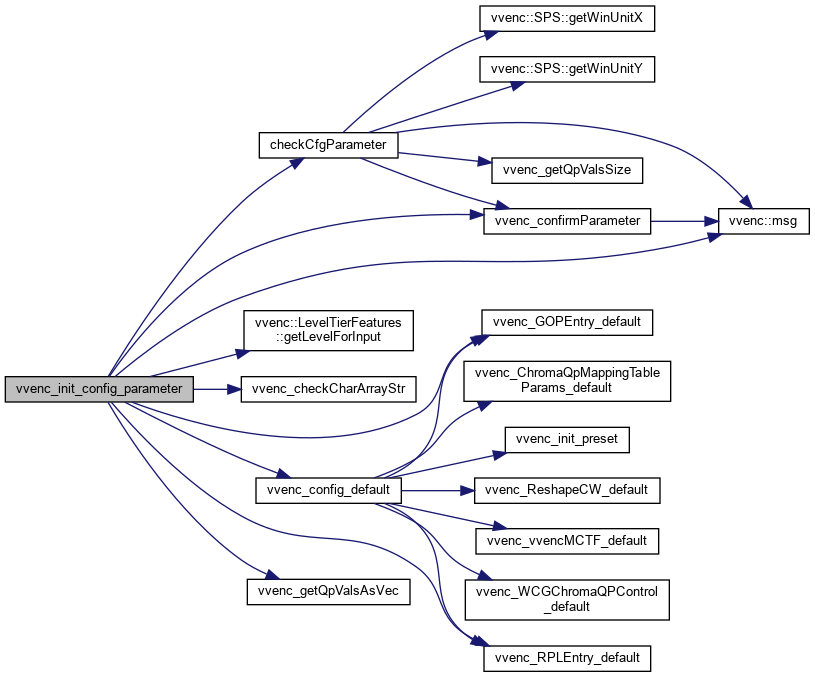 vvenc::SPS::getWinUnitX
vvenc::SPS::getWinUnitY
checkCfgParameter
vvenc_getQpValsSize
vvenc_confirmParameter
vvenc::msg
vvenc::LevelTierFeatures
::getLevelForInput
vvenc_GOPEntry_default
vvenc_init_config_parameter
vvenc_checkCharArrayStr
vvenc_ChromaQpMappingTable
Params_default
vvenc_init_preset
vvenc_config_default
vvenc_ReshapeCW_default
vvenc_vvencMCTF_default
vvenc_getQpValsAsVec
vvenc_WCGChromaQPControl
_default
vvenc_RPLEntry_default